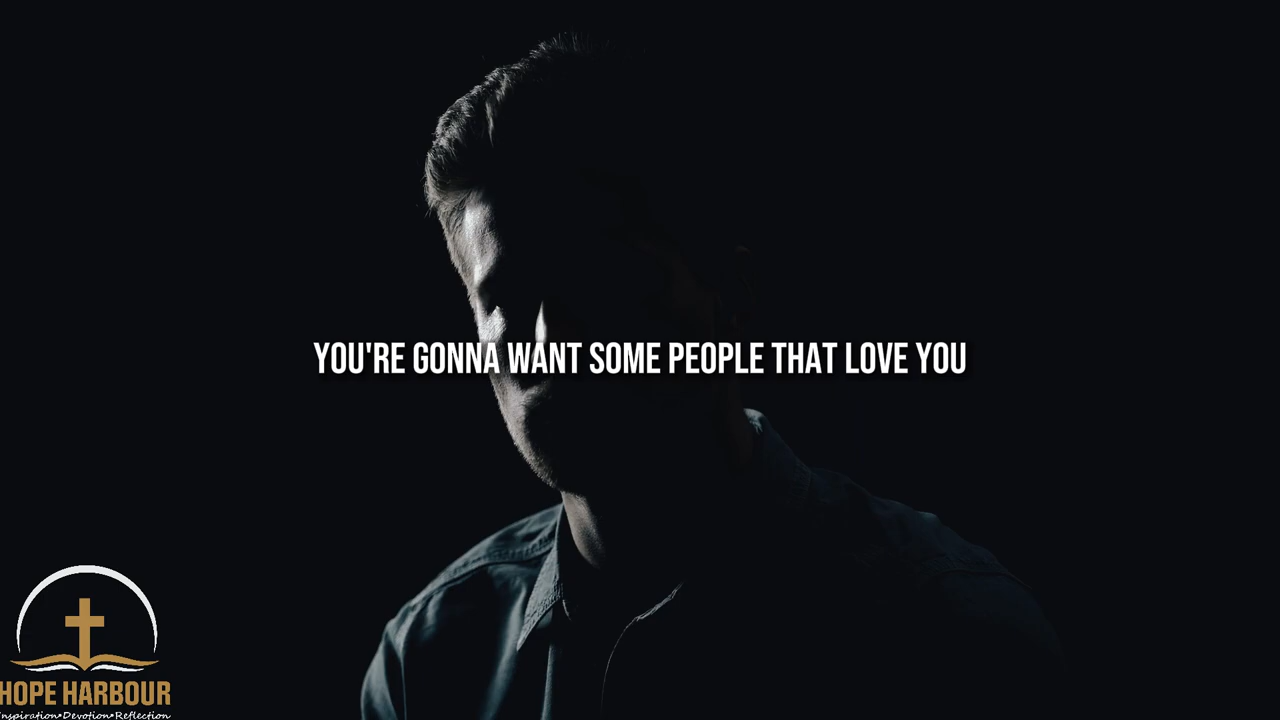 YOU'RE GONNA WANT SOME PEOPLE THAT LOVE YOU
HOPE HARBOUR
Inspiration•Devotion•Reflection